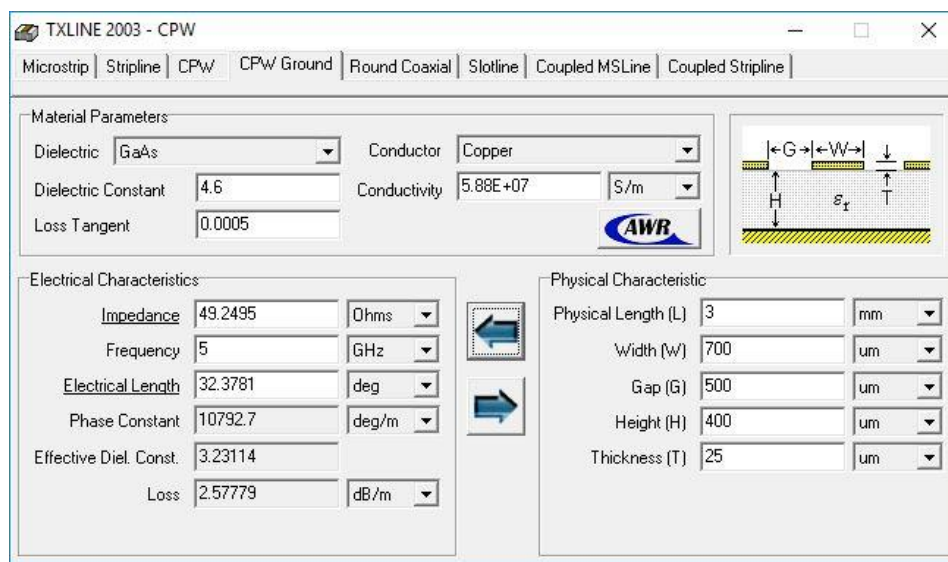 TXLINE 2003 - CPW
Microstrip Stripline CPW CPW Ground Round Coaxial Slotline Coupled MSLine Coupled Stripline
Material Parameters
Dielectric GaAs Conductor Copper
Dielectric Constant 4.6 Conductivity 5.88E+07 S/m
Loss Tangent 0.0005 AWR
G W
H εr T
Electrical Characteristics
Impedance 49.2495 Ohms
Frequency 5 GHz
Electrical Length 32.3781 deg
Phase Constant 10792.7 deg/m
Effective Diel. Const. 3.23114
Loss 2.57779 dB/m
Physical Characteristic
Physical Length (L) 3 mm
Width (W) 700 um
Gap (G) 500 um
Height (H) 400 um
Thickness (T) 25 um